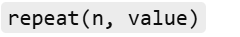 repeat(n, value)